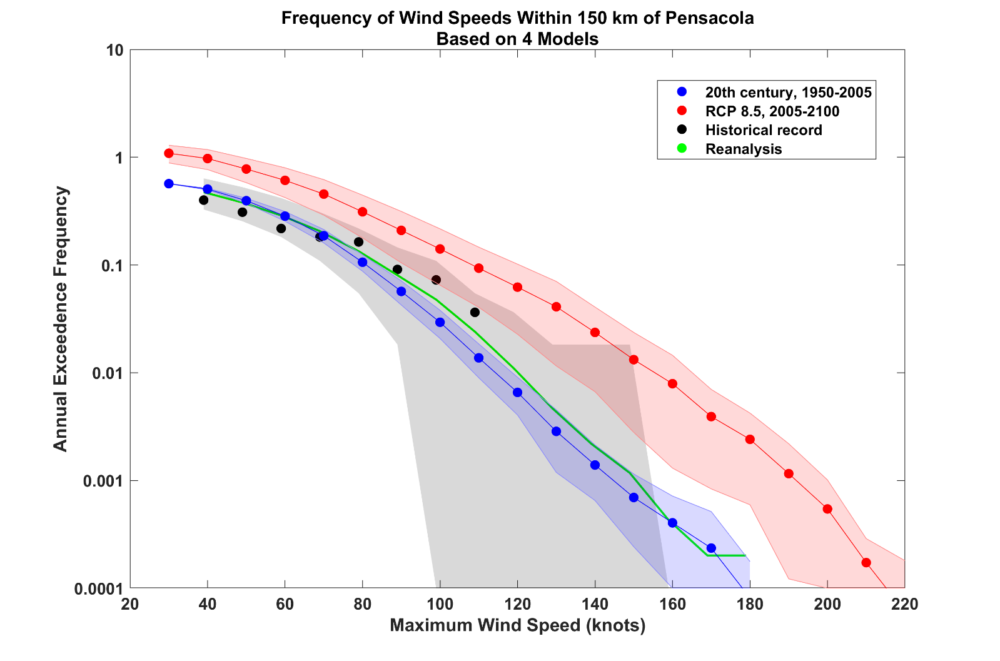 Frequency of Wind Speeds Within 150 km of Pensacola
Based on 4 Models
10
1
0.1
0.01
0.001
0.0001
Annual Exceedence Frequency
20th century, 1950-2005
RCP 8.5, 2005-2100
Historical record
Reanalysis
20 40 60 80 100 120 140 160 180 200 220
Maximum Wind Speed (knots)